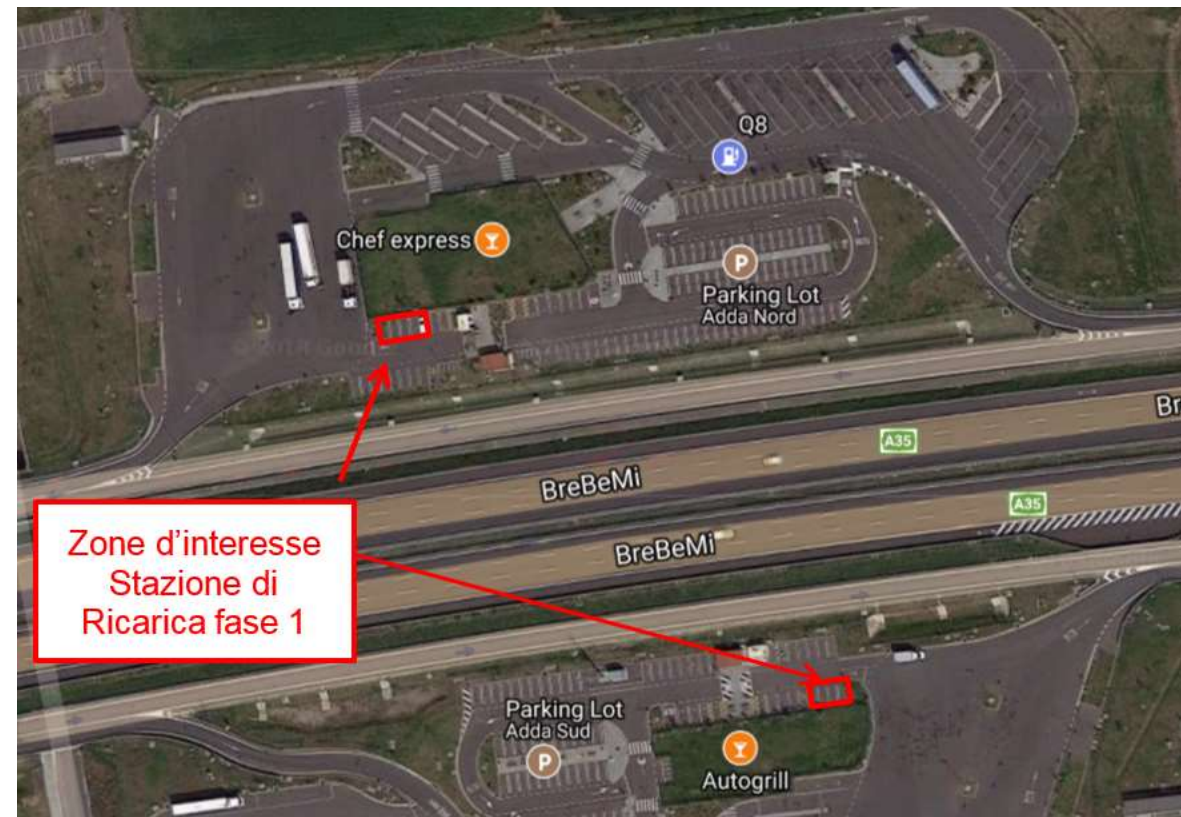 Q8
Chef express
P
Parking Lot
Adda Nord
A35
Br
BreBeMi
A35
BreBeMi
Zone d’interesse
Stazione di
Ricarica fase 1
Parking Lot
Adda Sud
P
Autogrill